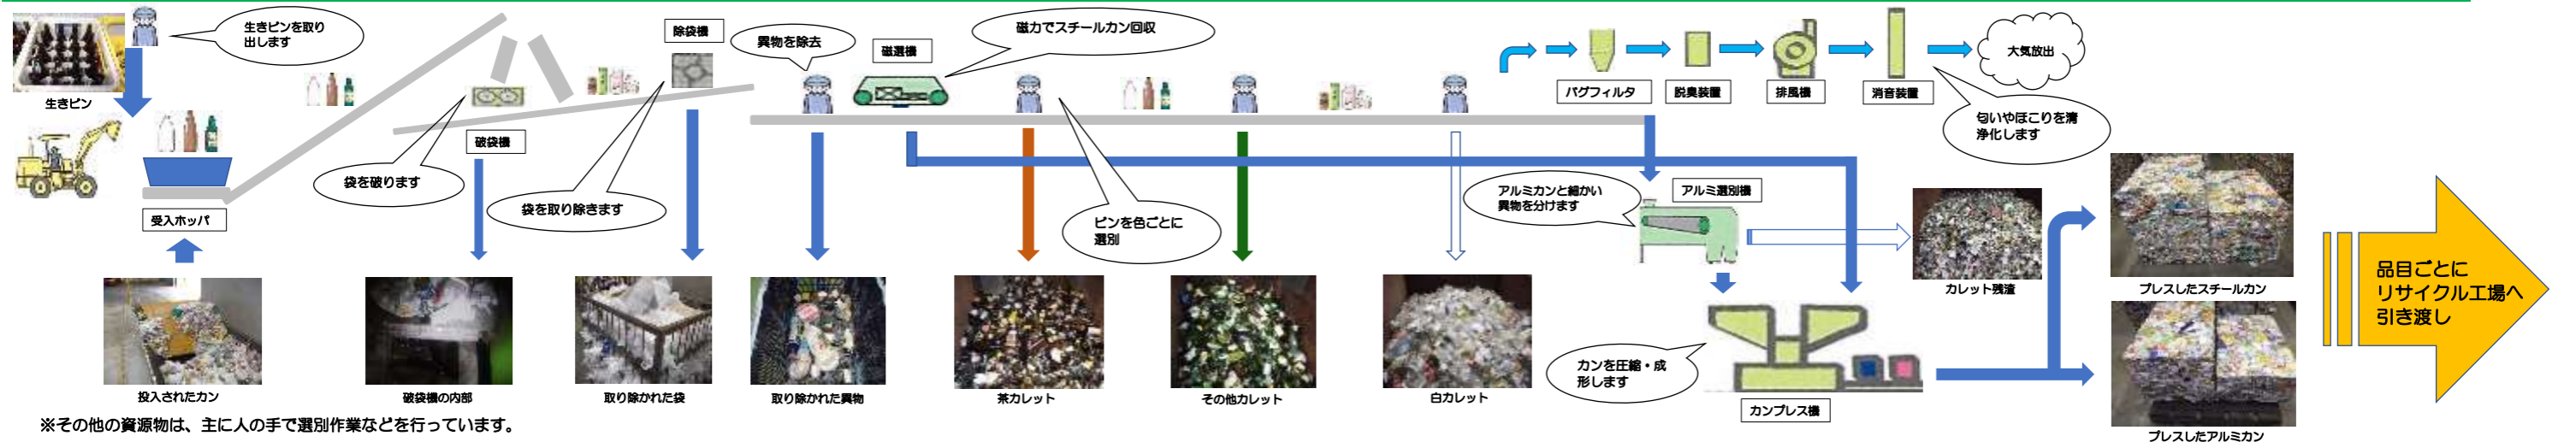 生きビンを取り
出します
生きビン
受入ホッパ
投入されたカン
袋を破ります
破袋機
破袋機の内部
除袋機
袋を取り除きます
取り除かれた袋
異物を除去
取り除かれた異物
磁選機
磁力でスチールカン回収
ビンを色ごとに
選別
茶カレット
その他カレット
白カレット
バグフィルタ
脱臭装置
排風機
消音装置
大気放出
匂いやほこりを清
浄化します
アルミカンと細かい
異物を分けます
アルミ選別機
カレット残渣
カンを圧縮・成
形します
カンプレス機
プレスしたスチールカン
プレスしたアルミカン
品目ごとに
リサイクル工場へ
引き渡し
※その他の資源物は、主に人の手で選別作業などを行っています。